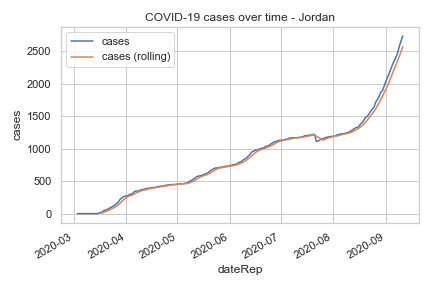 COVID-19 cases over time - Jordan
cases
cases (rolling)
2500
2000
1500
1000
500
0
cases
2020-03
2020-04
2020-05
2020-06
2020-07
2020-08
2020-09
dateRep